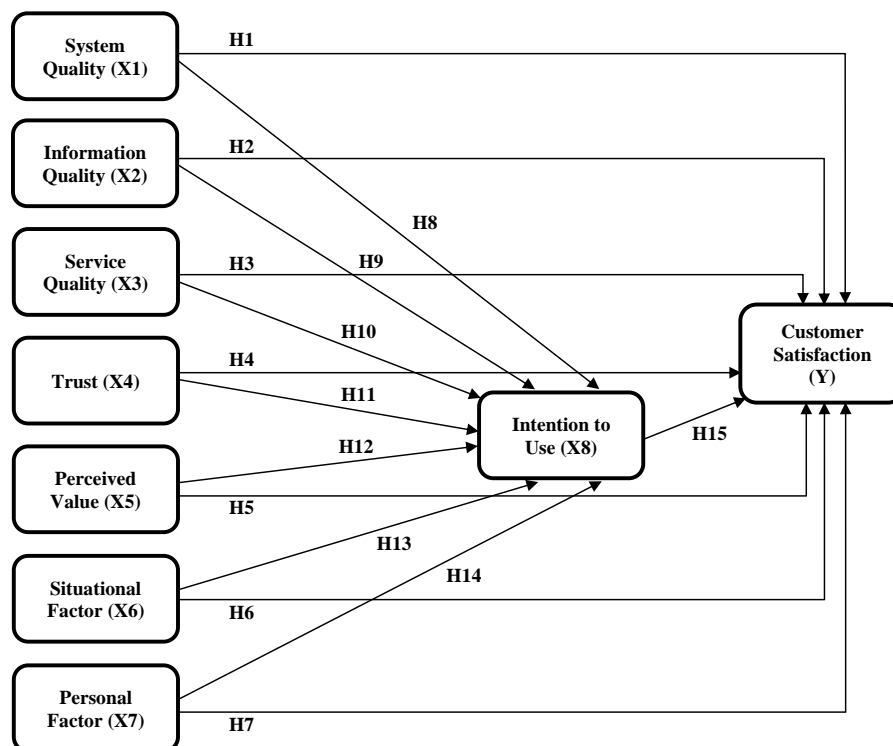 System
Quality (X1)
H1
Information
Quality (X2)
H2
H8
Service
Quality (X3)
H3
H9
H10
Trust (X4)
H4
H11
Customer
Satisfaction
(Y)
Intention to
Use (X8)
H15
H12
Perceived
Value (X5)
H5
H13
H14
Situational
Factor (X6)
H6
Personal
Factor (X7)
H7